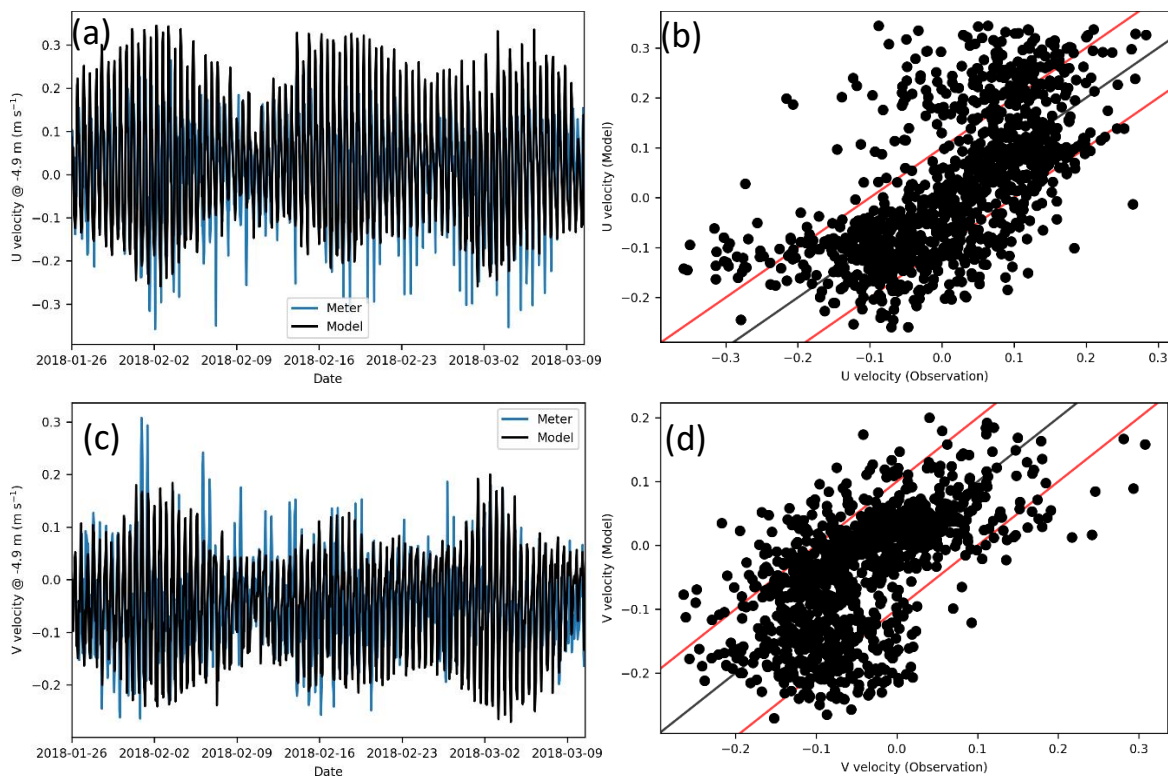 (a)
U velocity @ -4.9 m (m s⁻¹)
0.3
0.2
0.1
0.0
−0.1
−0.2
−0.3
Meter
Model
2018-01-26 2018-02-02 2018-02-09 2018-02-16 2018-02-23 2018-03-02 2018-03-09
Date
(b)
U velocity (Model)
0.3
0.2
0.1
0.0
−0.1
−0.2
−0.3 −0.2 −0.1 0.0 0.1 0.2 0.3
U velocity (Observation)
(c)
V velocity @ -4.9 m (m s⁻¹)
0.3
0.2
0.1
0.0
−0.1
−0.2
Meter
Model
2018-01-26 2018-02-02 2018-02-09 2018-02-16 2018-02-23 2018-03-02 2018-03-09
Date
(d)
V velocity (Model)
0.2
0.1
0.0
−0.1
−0.2
−0.2 −0.1 0.0 0.1 0.2 0.3
V velocity (Observation)